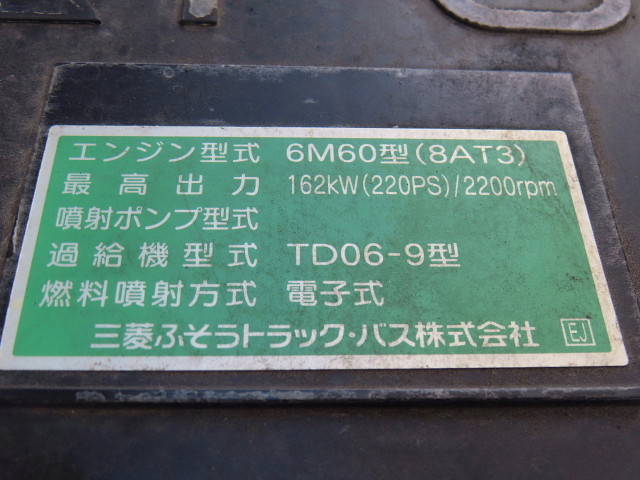 エンジン型式 6M60型(8AT3)
最高出力 162kW(220PS)/2200rpm
噴射ポンプ型式
過給機型式 TD06-9型
燃料噴射方式 電子式
三菱ふそうトラック・バス株式会社 EJ